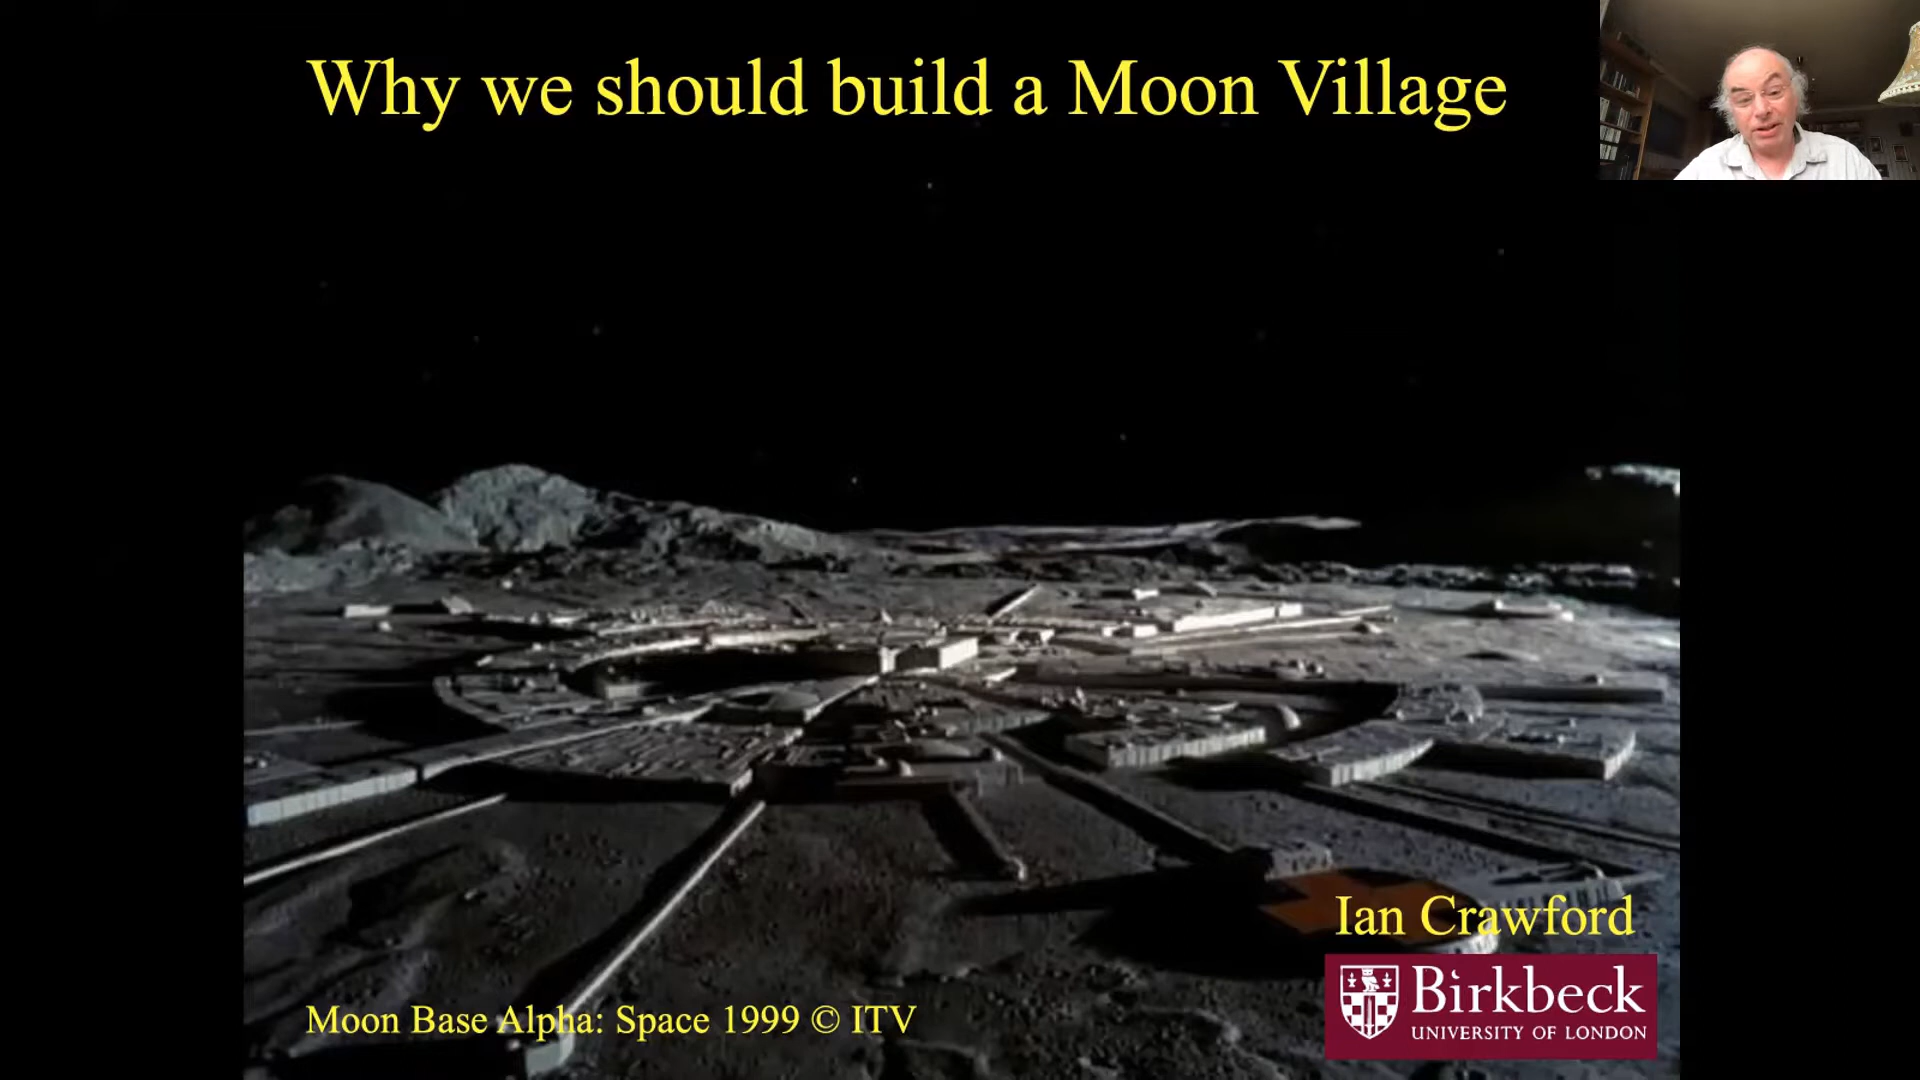 Why we should build a Moon Village
Ian Crawford
Birkbeck
UNIVERSITY OF LONDON
Moon Base Alpha: Space 1999 © ITV